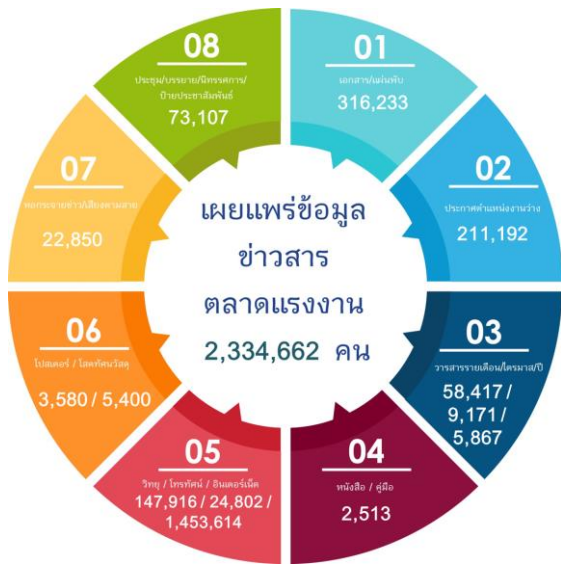 เผยแพร่ข้อมูล
ข่าวสาร
ตลาดแรงงาน
2,334,662 คน
01
เอกสาร/แผ่นพับ
316,233
02
ประกาศตำแหน่งงานว่าง
211,192
03
วารสารรายเดือน/ไตรมาส/ปี
58,417 /
9,171 /
5,867
04
หนังสือ / คู่มือ
2,513
05
วิทยุ / โทรทัศน์ / อินเตอร์เน็ต
147,916 / 24,802 /
1,453,614
06
โปสเตอร์ / โสตทัศนวัสดุ
3,580 / 5,400
07
หอกระจายข่าว/เสียงตามสาย
22,850
08
ประชุม/บรรยาย/นิทรรศการ/
ป้ายประชาสัมพันธ์
73,107